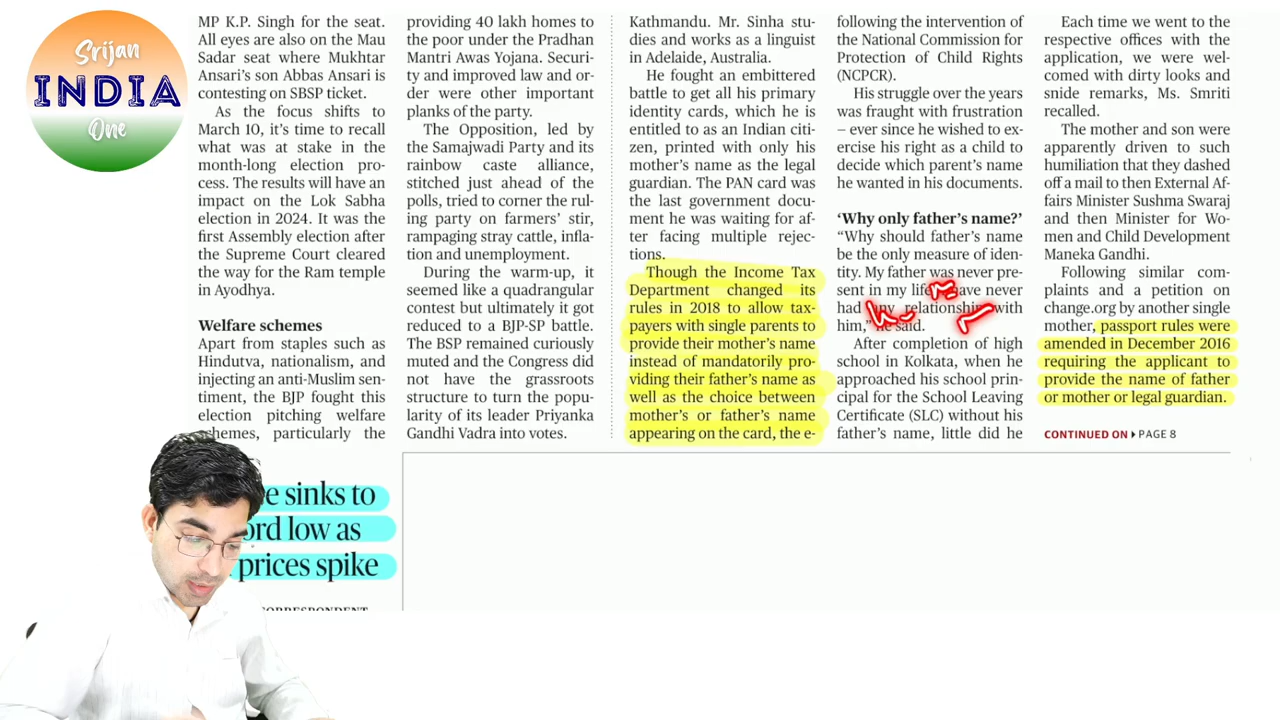 Srijan
INDIA
One
MP K.P. Singh for the seat.
All eyes are also on the Mau
Sadar seat where Mukhtar
Ansari's son Abbas Ansari is
contesting on SBSP ticket.
As the focus shifts to
March 10, it's time to recall
what was at stake in the
month-long election pro-
cess. The results will have an
impact on the Lok Sabha
election in 2024. It was the
first Assembly election after
the Supreme Court cleared
the way for the Ram temple
in Ayodhya.
Welfare schemes
Apart from staples such as
Hindutva, nationalism, and
injecting an anti-Muslim sen-
timent, the BJP fought this
election pitching welfare
schemes, particularly the
providing 40 lakh homes to
the poor under the Pradhan
Mantri Awas Yojana. Securi-
ty and improved law and or-
der were other important
planks of the party.
The Opposition, led by
the Samajwadi Party and its
rainbow caste alliance,
stitched just ahead of the
polls, tried to corner the rul-
ing party on farmers' stir,
rampaging stray cattle, infla-
tion and unemployment.
During the warm-up, it
seemed like a quadrangular
contest but ultimately it got
reduced to a BJP-SP battle.
The BSP remained curiously
muted and the Congress did
not have the grassroots
structure to turn the popu-
larity of its leader Priyanka
Gandhi Vadra into votes.
Kathmandu. Mr. Sinha stu-
dies and works as a linguist
in Adelaide, Australia.
He fought an embittered
battle to get all his primary
identity cards, which he is
entitled to as an Indian citi-
zen, printed with only his
mother's name as the legal
guardian. The PAN card was
the last government docu-
ment he was waiting for af-
ter facing multiple rejec-
tions.
Though the Income Tax
Department changed its
rules in 2018 to allow tax-
payers with single parents to
provide their mother's name
instead of mandatorily pro-
viding their father's name as
well as the choice between
mother's or father's name
appearing on the card, the e-
following the intervention of
the National Commission for
Protection of Child Rights
(NCPCR).
His struggle over the years
was fraught with frustration
– ever since he wished to ex-
ercise his right as a child to
decide which parent's name
he wanted in his documents.
'Why only father's name?'
"Why should father's name
be the only measure of iden-
tity. My father was never pre-
sent in my life, have never
had any relationship with
him," he said.
After completion of high
school in Kolkata, when he
approached his school prin-
cipal for the School Leaving
Certificate (SLC) without his
father's name, little did he
Each time we went to the
respective offices with the
application, we were wel-
comed with dirty looks and
snide remarks, Ms. Smriti
recalled.
The mother and son were
apparently driven to such
humiliation that they dashed
off a mail to then External Af-
fairs Minister Sushma Swaraj
and then Minister for Wo-
men and Child Development
Maneka Gandhi.
Following similar com-
plaints and a petition on
change.org by another single
mother, passport rules were
amended in December 2016
requiring the applicant to
provide the name of father
or mother or legal guardian.
CONTINUED ON PAGE 8
sinks to
low as
prices spike